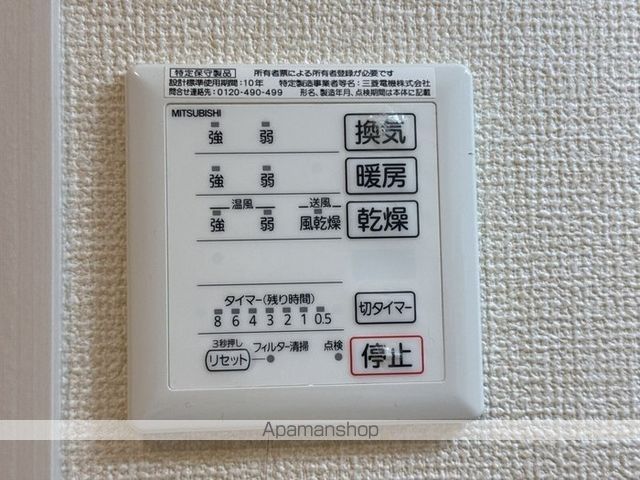 特定保守製品 所有者票による所有者登録が必要です
設計標準使用期間:10年 特定製造事業者等名:三菱電機株式会社
問合せ連絡先:0120-490-499 形名、製造年月、点検期間は本体に記載
MITSUBISHI
強 弱 換気
強 弱 暖房
温風 送風
強 弱 風乾燥 乾燥
タイマー(残り時間)
8 6 4 3 2 1 0.5 切タイマー
3秒押し
リセット フィルター清掃 点検 停止
Apamanshop